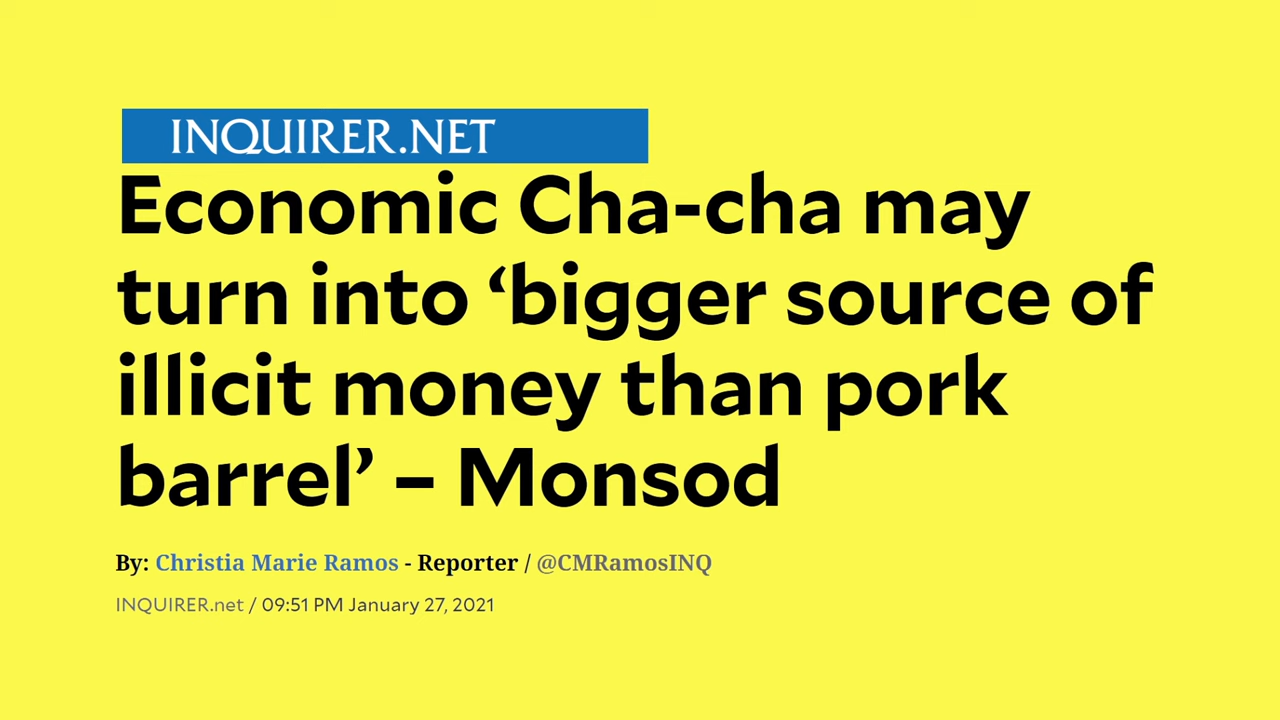 INQUIRER.NET
Economic Cha-cha may
turn into ‘bigger source of
illicit money than pork
barrel’ – Monsod
By: Christia Marie Ramos - Reporter / @CMRamosINQ
INQUIRER.net / 09:51 PM January 27, 2021